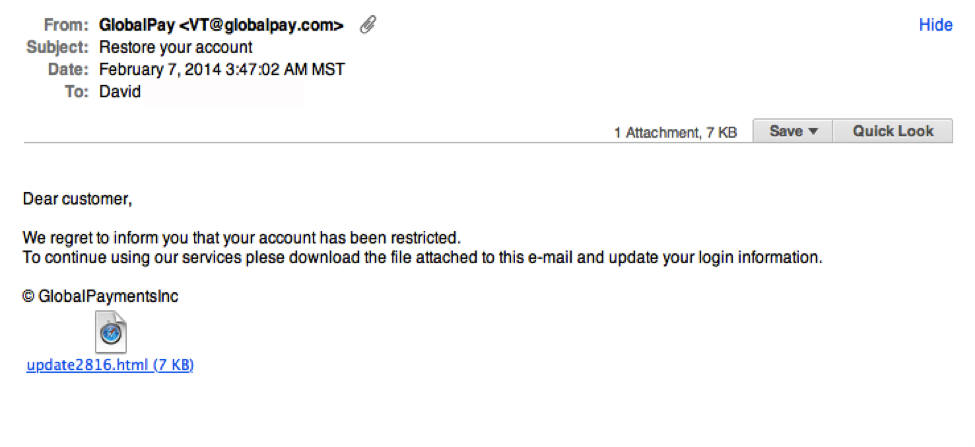 From: GlobalPay <VT@globalpay.com>
Hide
Subject: Restore your account
Date: February 7, 2014 3:47:02 AM MST
To: David
1 Attachment, 7 KB
Save ▼
Quick Look
Dear customer,
We regret to inform you that your account has been restricted.
To continue using our services plese download the file attached to this e-mail and update your login information.
© GlobalPaymentsInc
update2816.html (7 KB)